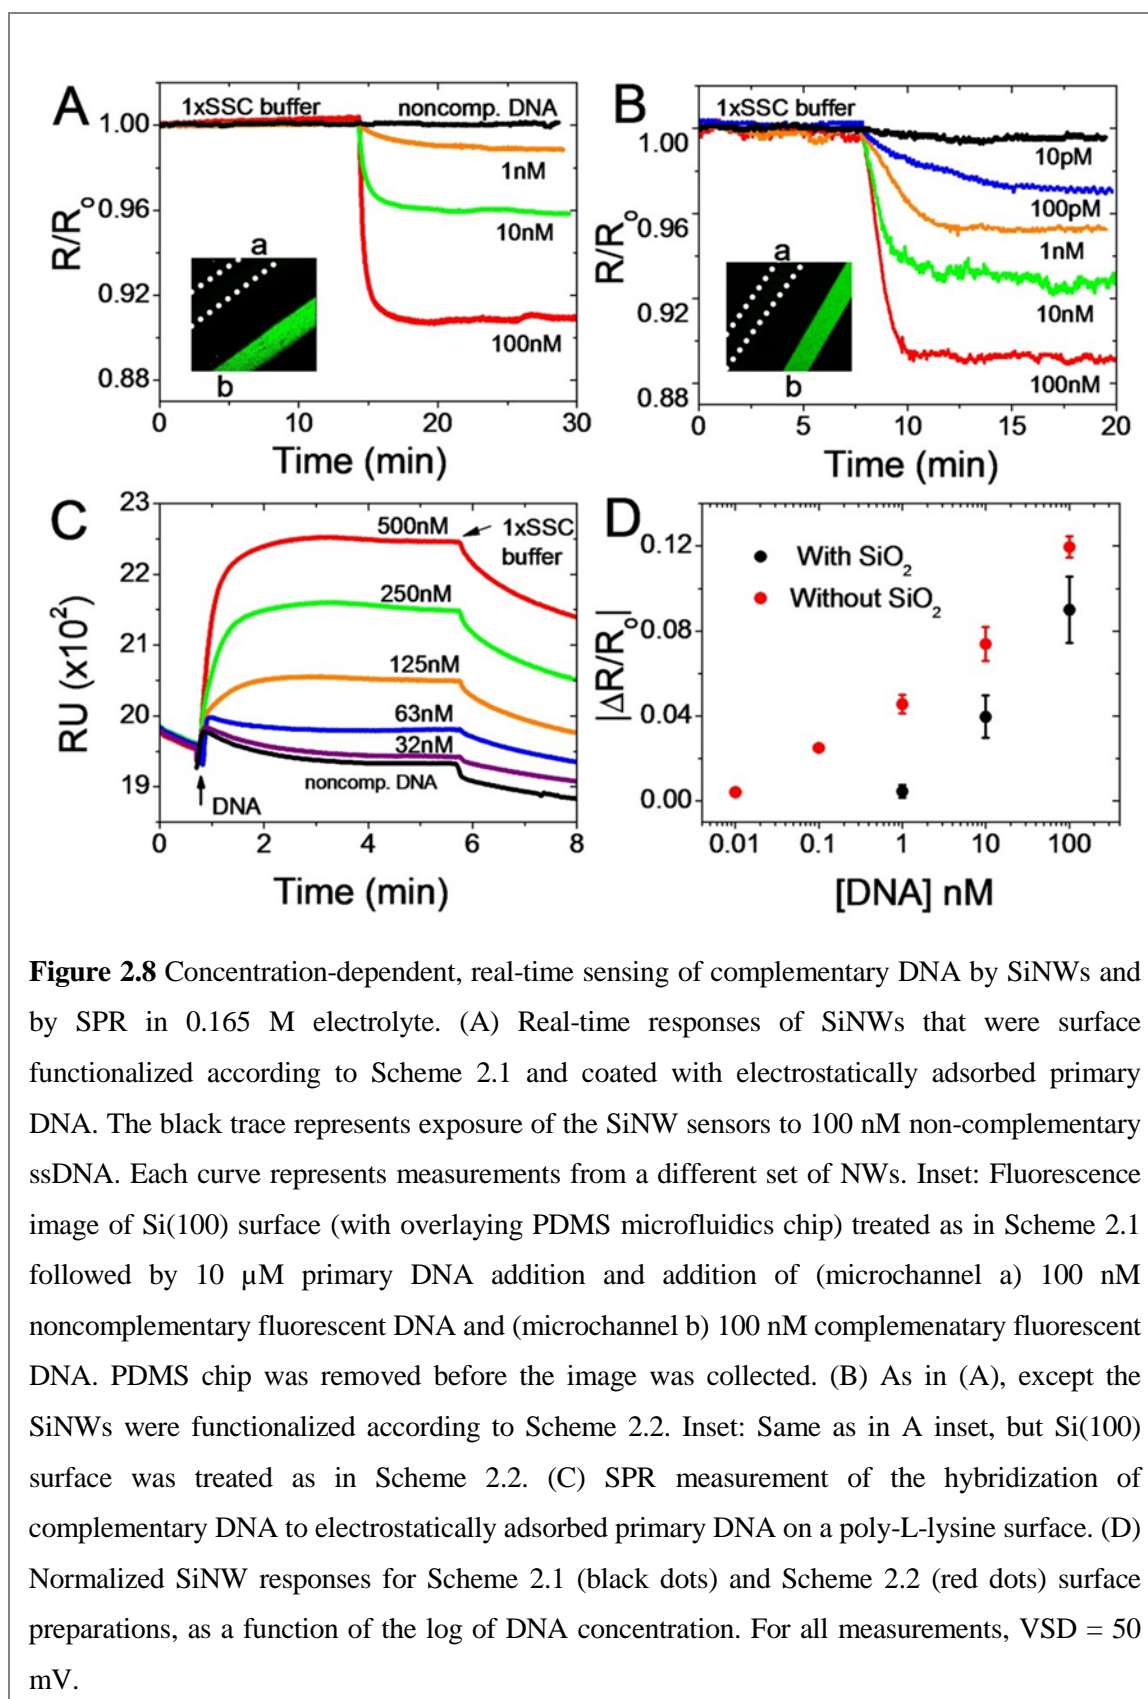 A
1xSSC buffer
noncomp. DNA
1.00
0.96
0.92
0.88
R/Ro
1nM
10nM
100nM
a
b
0
10
20
30
Time (min)
B
1xSSC buffer
1.00
0.96
0.92
0.88
R/Ro
10pM
100pM
1nM
10nM
100nM
a
b
0
5
10
15
20
Time (min)
C
23
22
21
20
19
RU (x10²)
500nM
1xSSC
buffer
250nM
125nM
63nM
32nM
noncomp. DNA
DNA
0
2
4
6
8
Time (min)
D
0.12
0.08
0.04
0.00
|ΔR/Ro|
With SiO₂
Without SiO₂
0.01
0.1
1
10
100
[DNA] nM
Figure 2.8 Concentration-dependent, real-time sensing of complementary DNA by SiNWs and
by SPR in 0.165 M electrolyte. (A) Real-time responses of SiNWs that were surface
functionalized according to Scheme 2.1 and coated with electrostatically adsorbed primary
DNA. The black trace represents exposure of the SiNW sensors to 100 nM non-complementary
ssDNA. Each curve represents measurements from a different set of NWs. Inset: Fluorescence
image of Si(100) surface (with overlaying PDMS microfluidics chip) treated as in Scheme 2.1
followed by 10 µM primary DNA addition and addition of (microchannel a) 100 nM
noncomplementary fluorescent DNA and (microchannel b) 100 nM complemenatary fluorescent
DNA. PDMS chip was removed before the image was collected. (B) As in (A), except the
SiNWs were functionalized according to Scheme 2.2. Inset: Same as in A inset, but Si(100)
surface was treated as in Scheme 2.2. (C) SPR measurement of the hybridization of
complementary DNA to electrostatically adsorbed primary DNA on a poly-L-lysine surface. (D)
Normalized SiNW responses for Scheme 2.1 (black dots) and Scheme 2.2 (red dots) surface
preparations, as a function of the log of DNA concentration. For all measurements, VSD = 50
mV.